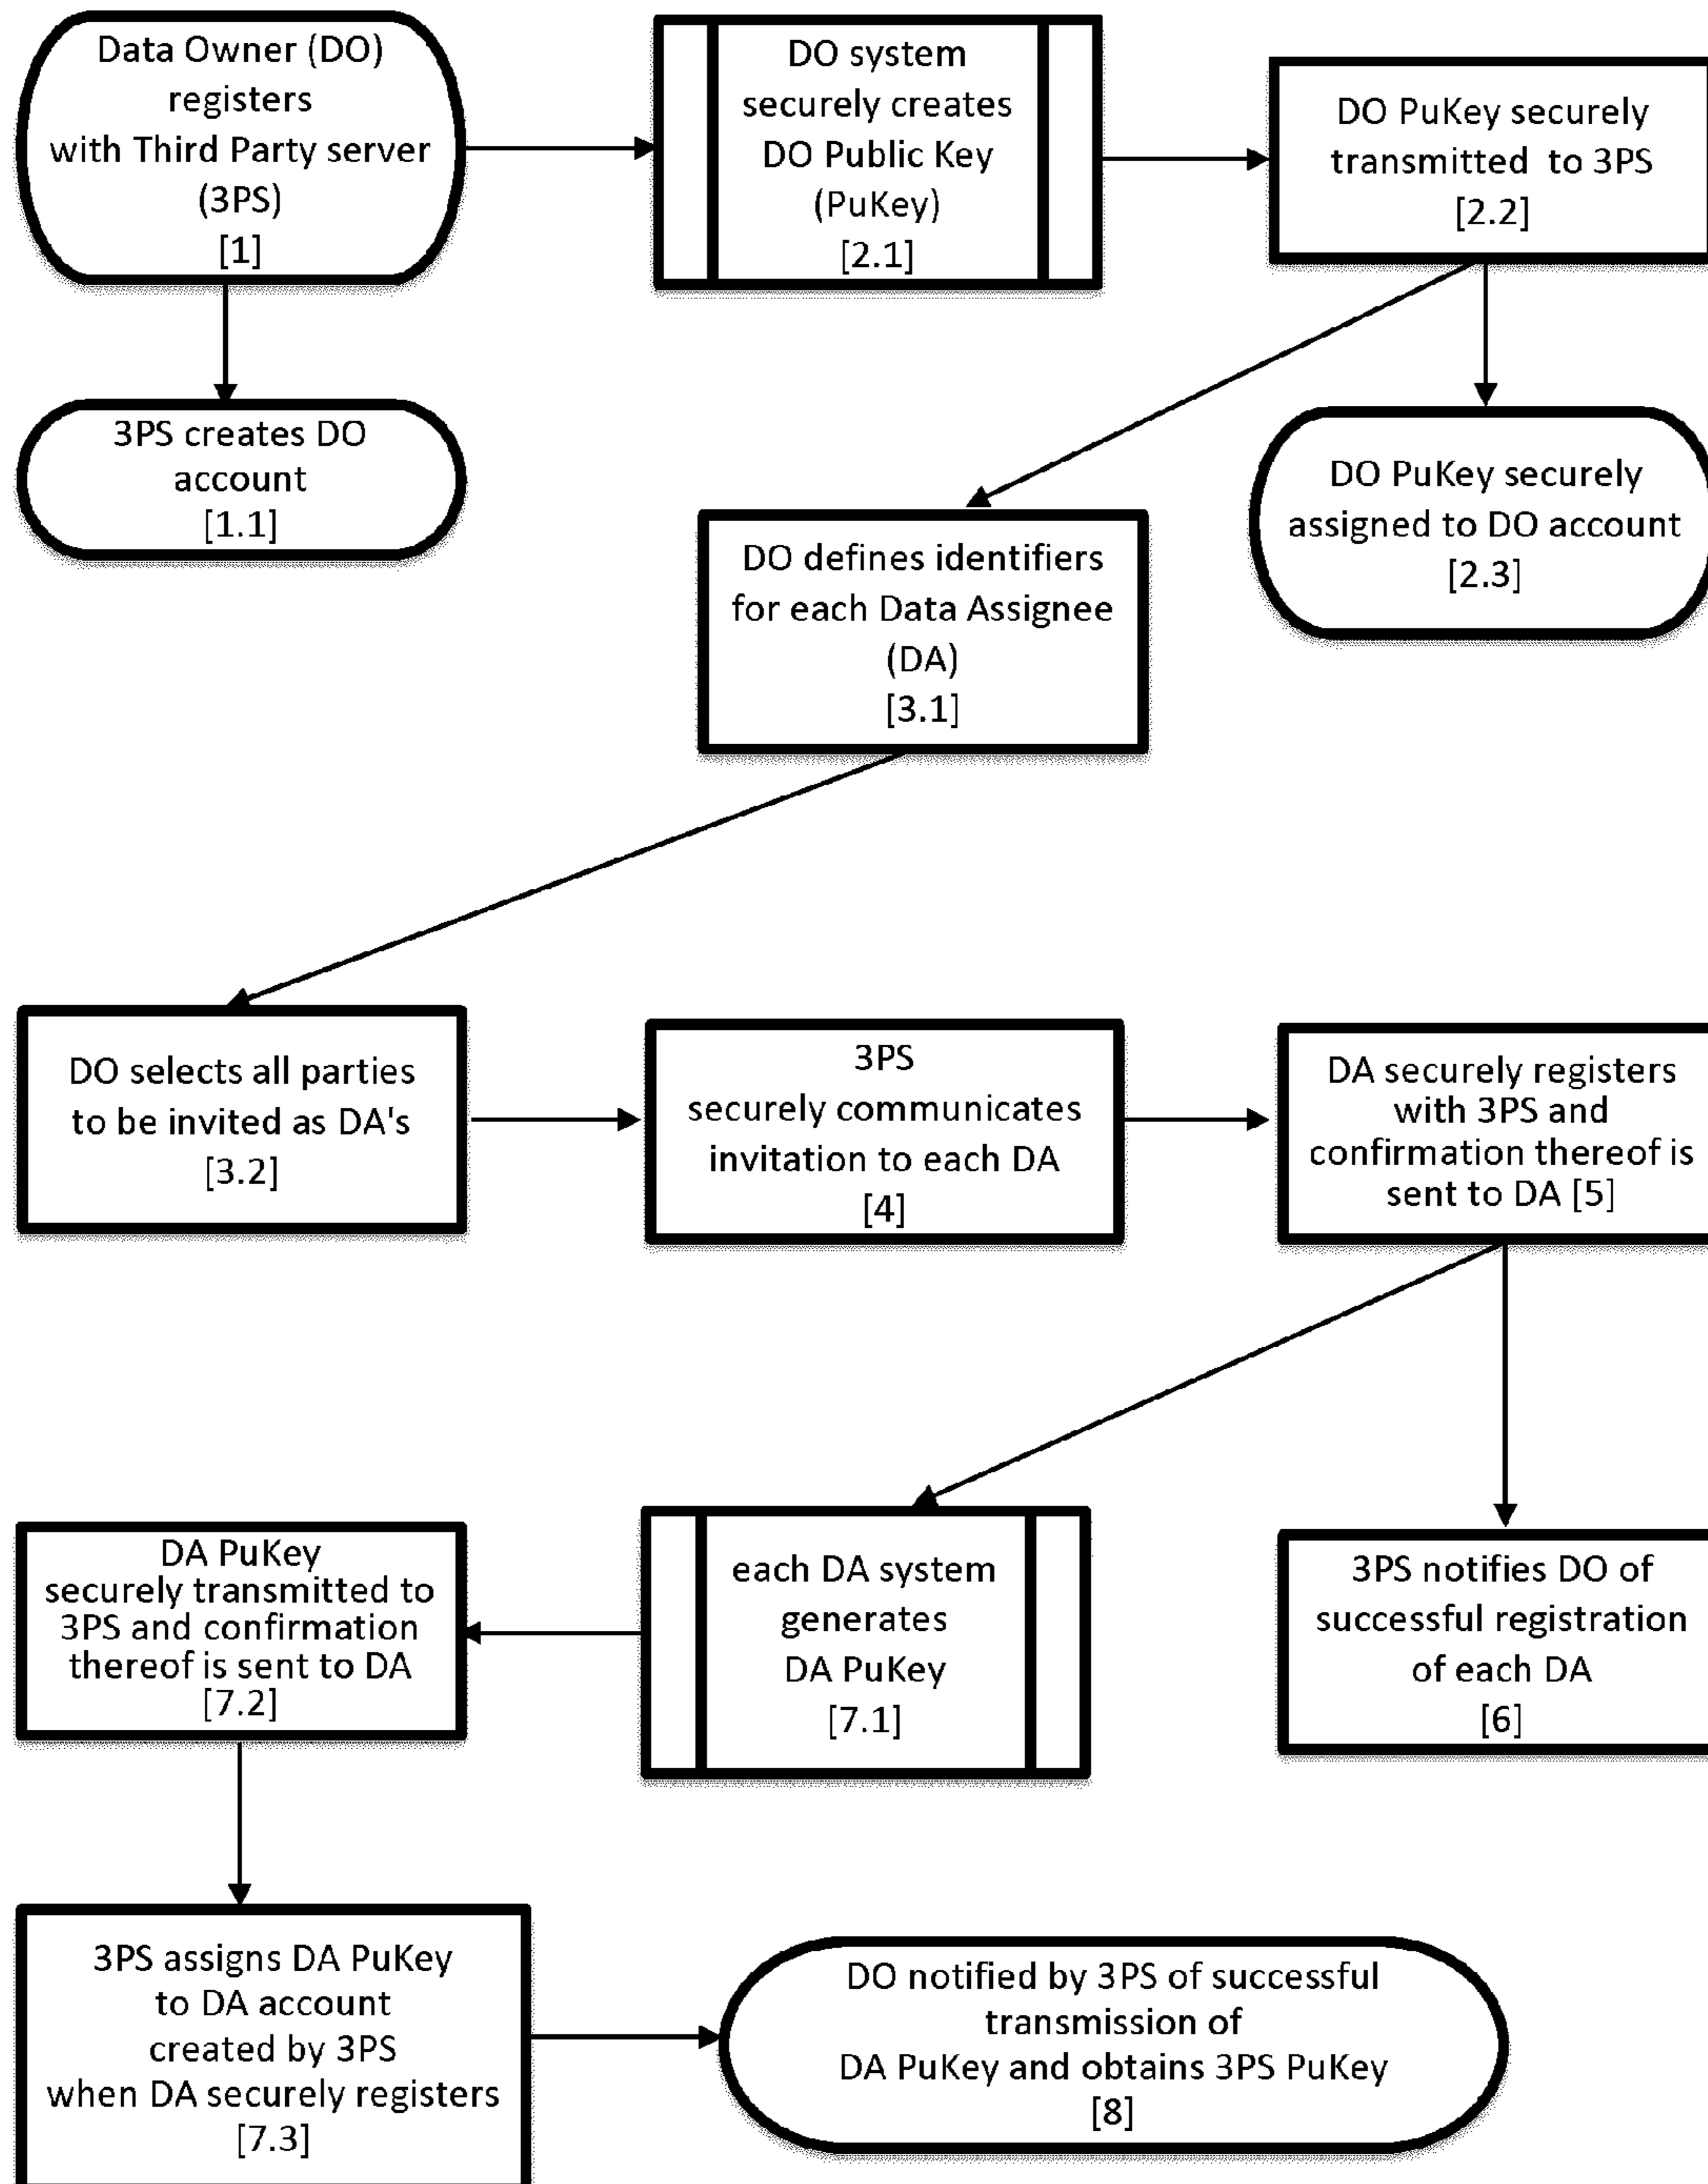 Data Owner (DO)
registers
with Third Party server
(3PS)
[1]
DO system
securely creates
DO Public Key
(PuKey)
[2.1]
DO PuKey securely
transmitted to 3PS
[2.2]
3PS creates DO
account
[1.1]
DO PuKey securely
assigned to DO account
[2.3]
DO defines identifiers
for each Data Assignee
(DA)
[3.1]
DO selects all parties
to be invited as DA's
[3.2]
3PS
securely communicates
invitation to each DA
[4]
DA securely registers
with 3PS and
confirmation thereof is
sent to DA [5]
DA PuKey
securely transmitted to
3PS and confirmation
thereof is sent to DA
[7.2]
each DA system
generates
DA PuKey
[7.1]
3PS notifies DO of
successful registration
of each DA
[6]
3PS assigns DA PuKey
to DA account
created by 3PS
when DA securely registers
[7.3]
DO notified by 3PS of successful
transmission of
DA PuKey and obtains 3PS PuKey
[8]